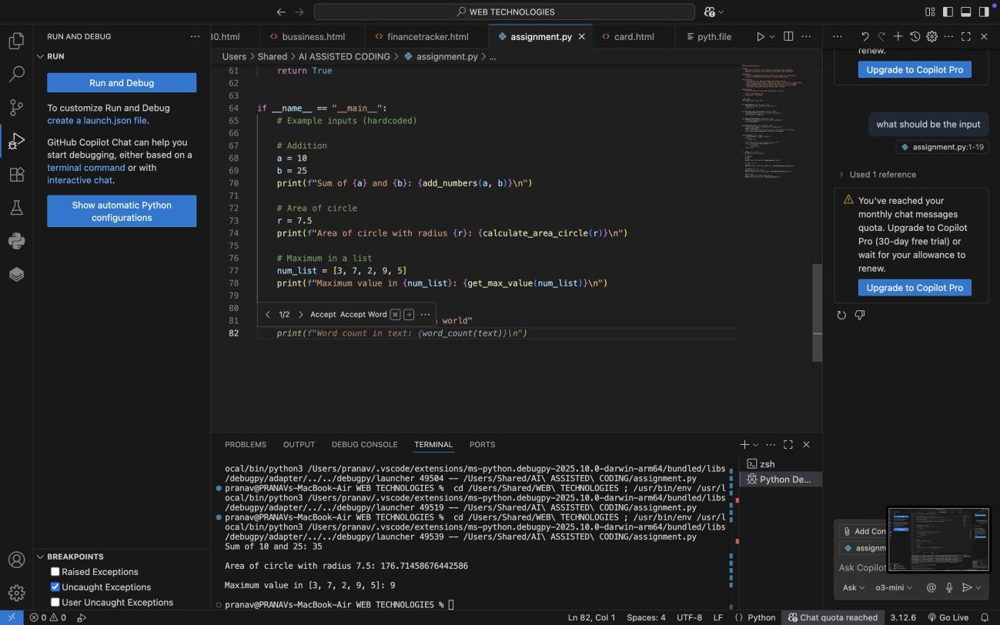 WEB TECHNOLOGIES
RUN AND DEBUG
RUN
Run and Debug
To customize Run and Debug
create a launch.json file.
GitHub Copilot Chat can help you
start debugging, either based on a
terminal command or with
interactive chat.
Show automatic Python
configurations
BREAKPOINTS
Raised Exceptions
Uncaught Exceptions
User Uncaught Exceptions
30.html
bussiness.html
financetracker.html
assignment.py
card.html
pyth.file
Users > Shared > AI ASSISTED CODING > assignment.py > ...
61 return True
62
63
64 if __name__ == "__main__":
65 # Example inputs (hardcoded)
66
67 # Addition
68 a = 10
69 b = 25
70 print(f"Sum of {a} and {b}: {add_numbers(a, b)}\n")
71
72 # Area of circle
73 r = 7.5
74 print(f"Area of circle with radius {r}: {calculate_area_circle(r)}\n")
75
76 # Maximum in a list
77 num_list = [3, 7, 2, 9, 5]
78 print(f"Maximum value in {num_list}: {get_max_value(num_list)}\n")
79
80
1/2 Accept Accept Word ⌘ → ...
81 world"
82 print(f"Word count in text: {word_count(text)}\n")
PROBLEMS
OUTPUT
DEBUG CONSOLE
TERMINAL
PORTS
ocal/bin/python3 /Users/pranav/.vscode/extensions/ms-python.debugpy-2025.10.0-darwin-arm64/bundled/libs
/debugpy/adapter/../../debugpy/launcher 49504 -- /Users/Shared/AI\ ASSISTED\ CODING/assignment.py
pranav@PRANAVs-MacBook-Air WEB TECHNOLOGIES % cd /Users/Shared/WEB\ TECHNOLOGIES ; /usr/bin/env /usr/l
ocal/bin/python3 /Users/pranav/.vscode/extensions/ms-python.debugpy-2025.10.0-darwin-arm64/bundled/libs
/debugpy/adapter/../../debugpy/launcher 49519 -- /Users/Shared/AI\ ASSISTED\ CODING/assignment.py
pranav@PRANAVs-MacBook-Air WEB TECHNOLOGIES % cd /Users/Shared/WEB\ TECHNOLOGIES ; /usr/bin/env /usr/l
ocal/bin/python3 /Users/pranav/.vscode/extensions/ms-python.debugpy-2025.10.0-darwin-arm64/bundled/libs
/debugpy/adapter/../../debugpy/launcher 49539 -- /Users/Shared/AI\ ASSISTED\ CODING/assignment.py
Sum of 10 and 25: 35
Area of circle with radius 7.5: 176.71458676442586
Maximum value in [3, 7, 2, 9, 5]: 9
pranav@PRANAVs-MacBook-Air WEB TECHNOLOGIES %
zsh
Python De...
renew.
Upgrade to Copilot Pro
what should be the input
assignment.py:1-19
Used 1 reference
You've reached your
monthly chat messages
quota. Upgrade to Copilot
Pro (30-day free trial) or
wait for your allowance to
renew.
Upgrade to Copilot Pro
Add Con
assignm
Ask Copilot
Ask
o3-mini
0 0 0
Ln 82, Col 1
Spaces: 4
UTF-8
LF
{} Python
Chat quota reached
3.12.6
Go Live